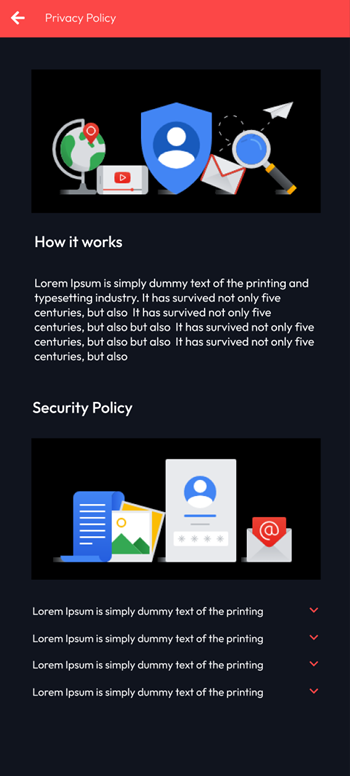 Privacy Policy
How it works
Lorem Ipsum is simply dummy text of the printing and
typesetting industry. It has survived not only five
centuries, but also  It has survived not only five
centuries, but also but also  It has survived not only five
centuries, but also but also  It has survived not only five
centuries, but also
Security Policy
@
Lorem Ipsum is simply dummy text of the printing
Lorem Ipsum is simply dummy text of the printing
Lorem Ipsum is simply dummy text of the printing
Lorem Ipsum is simply dummy text of the printing